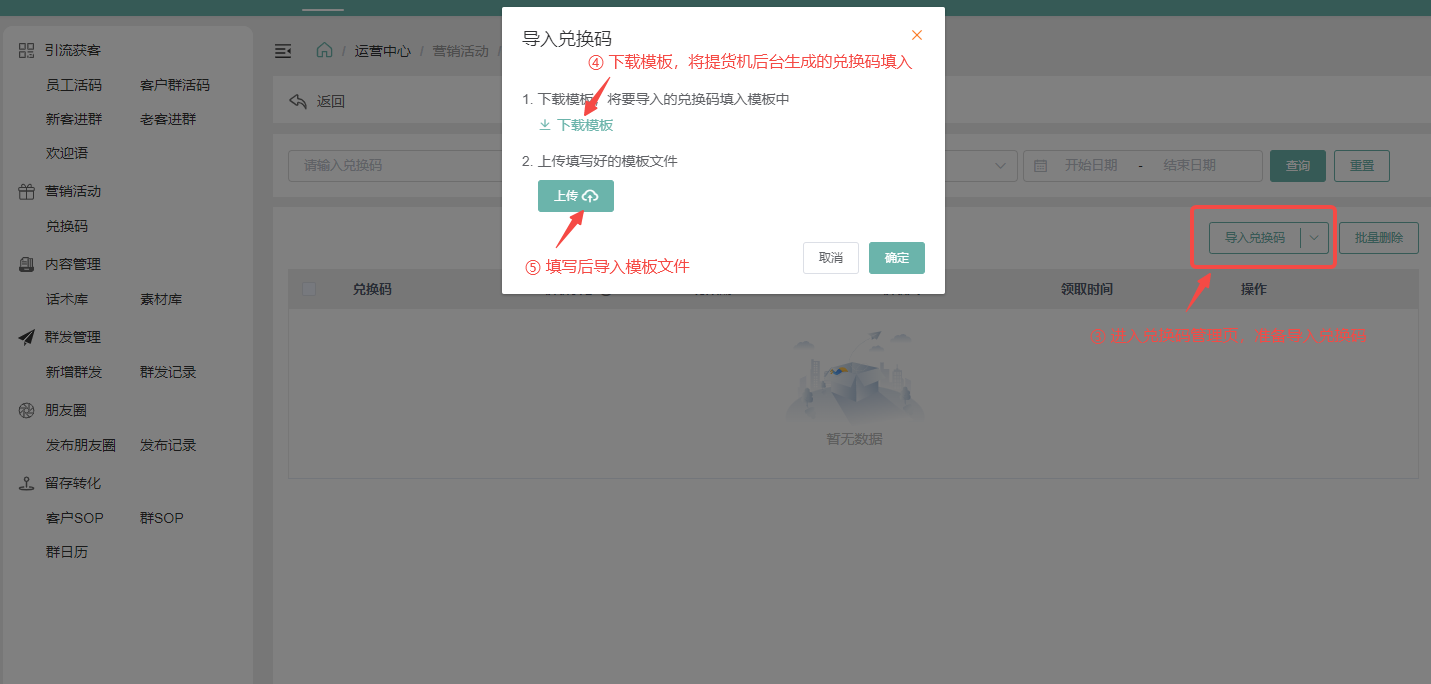 引流获客
员工活码 客户群活码
新客进群 老客进群
欢迎语
营销活动
兑换码
内容管理
话术库 素材库
群发管理
新增群发 群发记录
朋友圈
发布朋友圈 发布记录
留存转化
客户SOP 群SOP
群日历
/ 运营中心 / 营销活动 /
返回
请输入兑换码
开始日期 - 结束日期
查询
重置
导入兑换码
批量删除
兑换码
领取时间
操作
暂无数据
导入兑换码
④ 下载模板，将提货机后台生成的兑换码填入
1. 下载模板，将要导入的兑换码填入模板中
下载模板
2. 上传填写好的模板文件
上传
⑤ 填写后导入模板文件
取消
确定